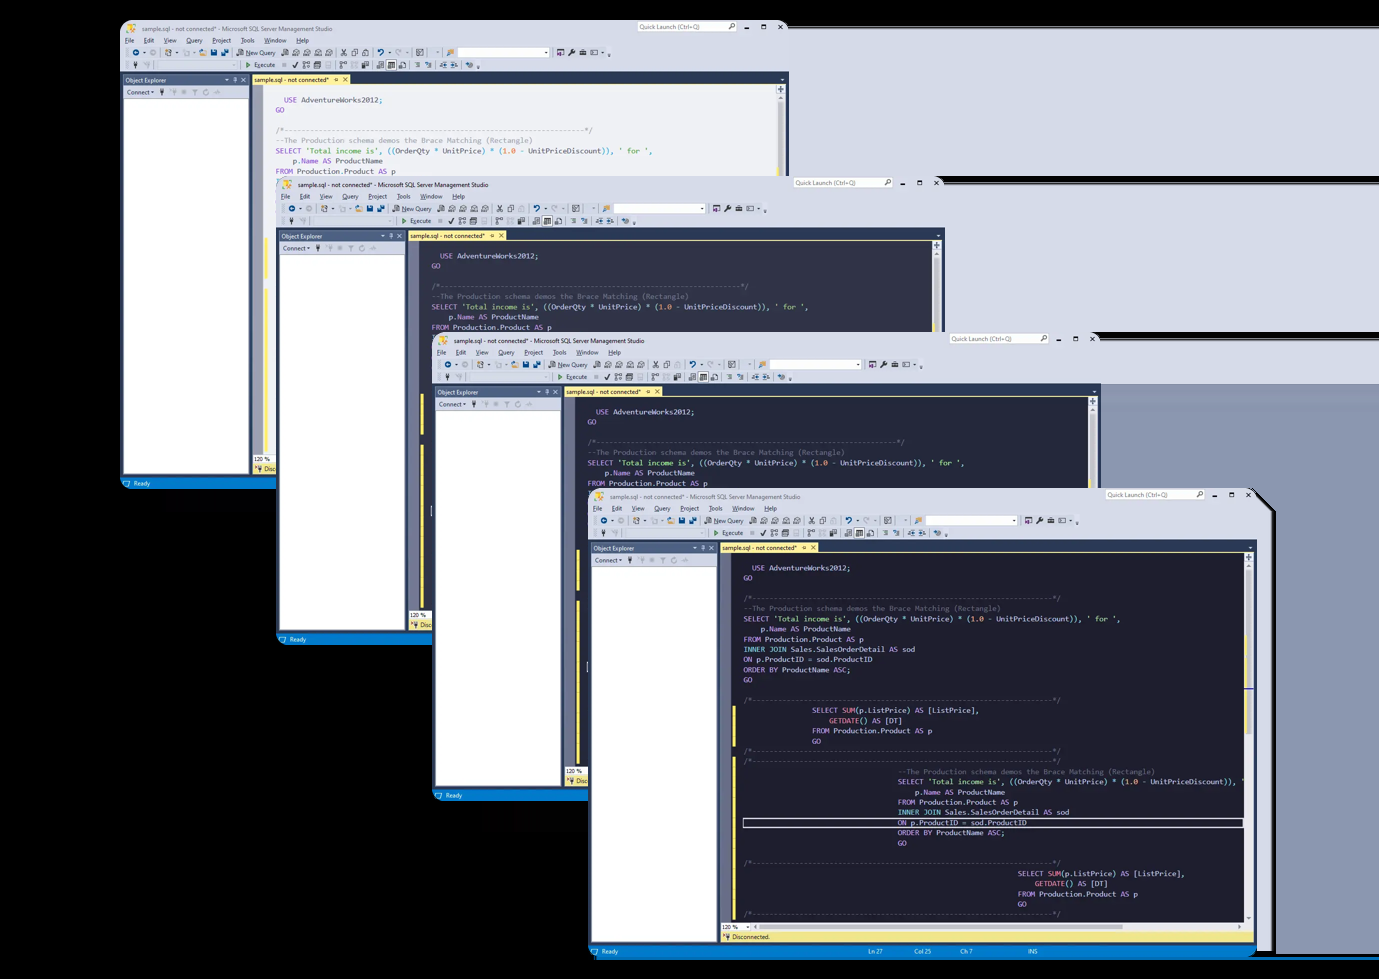 sample.sql - not connected* - Microsoft SQL Server Management Studio
Quick Launch (Ctrl+Q)
File Edit View Query Project Tools Window Help
New Query
Execute
Object Explorer
sample.sql - not connected*
Connect
USE AdventureWorks2012;
GO
/*----------------------------------------------------------------------*/
--The Production schema demos the Brace Matching (Rectangle)
SELECT 'Total income is', ((OrderQty * UnitPrice) * (1.0 - UnitPriceDiscount)), ' for ',
p.Name AS ProductName
FROM Production.Product AS p
120 %
Disc
Ready
sample.sql - not connected* - Microsoft SQL Server Management Studio
Quick Launch (Ctrl+Q)
File Edit View Query Project Tools Window Help
New Query
Execute
Object Explorer
sample.sql - not connected*
Connect
USE AdventureWorks2012;
GO
/*----------------------------------------------------------------------*/
--The Production schema demos the Brace Matching (Rectangle)
SELECT 'Total income is', ((OrderQty * UnitPrice) * (1.0 - UnitPriceDiscount)), ' for ',
p.Name AS ProductName
FROM Production.Product AS p
120 %
Disc
Ready
sample.sql - not connected* - Microsoft SQL Server Management Studio
Quick Launch (Ctrl+Q)
File Edit View Query Project Tools Window Help
New Query
Execute
Object Explorer
sample.sql - not connected*
Connect
USE AdventureWorks2012;
GO
/*----------------------------------------------------------------------*/
--The Production schema demos the Brace Matching (Rectangle)
SELECT 'Total income is', ((OrderQty * UnitPrice) * (1.0 - UnitPriceDiscount)), ' for ',
p.Name AS ProductName
FROM Production.Product AS p
120 %
Disc
Ready
sample.sql - not connected* - Microsoft SQL Server Management Studio
Quick Launch (Ctrl+Q)
File Edit View Query Project Tools Window Help
New Query
Execute
Object Explorer
sample.sql - not connected*
Connect
USE AdventureWorks2012;
GO
/*----------------------------------------------------------------------*/
--The Production schema demos the Brace Matching (Rectangle)
SELECT 'Total income is', ((OrderQty * UnitPrice) * (1.0 - UnitPriceDiscount)), ' for ',
p.Name AS ProductName
FROM Production.Product AS p
INNER JOIN Sales.SalesOrderDetail AS sod
ON p.ProductID = sod.ProductID
ORDER BY ProductName ASC;
GO
/*----------------------------------------------------------------------*/
SELECT SUM(p.ListPrice) AS [ListPrice],
GETDATE() AS [DT]
FROM Production.Product AS p
GO
/*----------------------------------------------------------------------*/
/*----------------------------------------------------------------------*/
--The Production schema demos the Brace Matching (Rectangle)
SELECT 'Total income is', ((OrderQty * UnitPrice) * (1.0 - UnitPriceDiscount)), '
p.Name AS ProductName
FROM Production.Product AS p
INNER JOIN Sales.SalesOrderDetail AS sod
ON p.ProductID = sod.ProductID
ORDER BY ProductName ASC;
GO
/*----------------------------------------------------------------------*/
SELECT SUM(p.ListPrice) AS [ListPrice],
GETDATE() AS [DT]
FROM Production.Product AS p
GO
/*----------------------------------------------------------------------*/
120 %
Disconnected.
Ready Ln 27 Col 25 Ch 7 INS